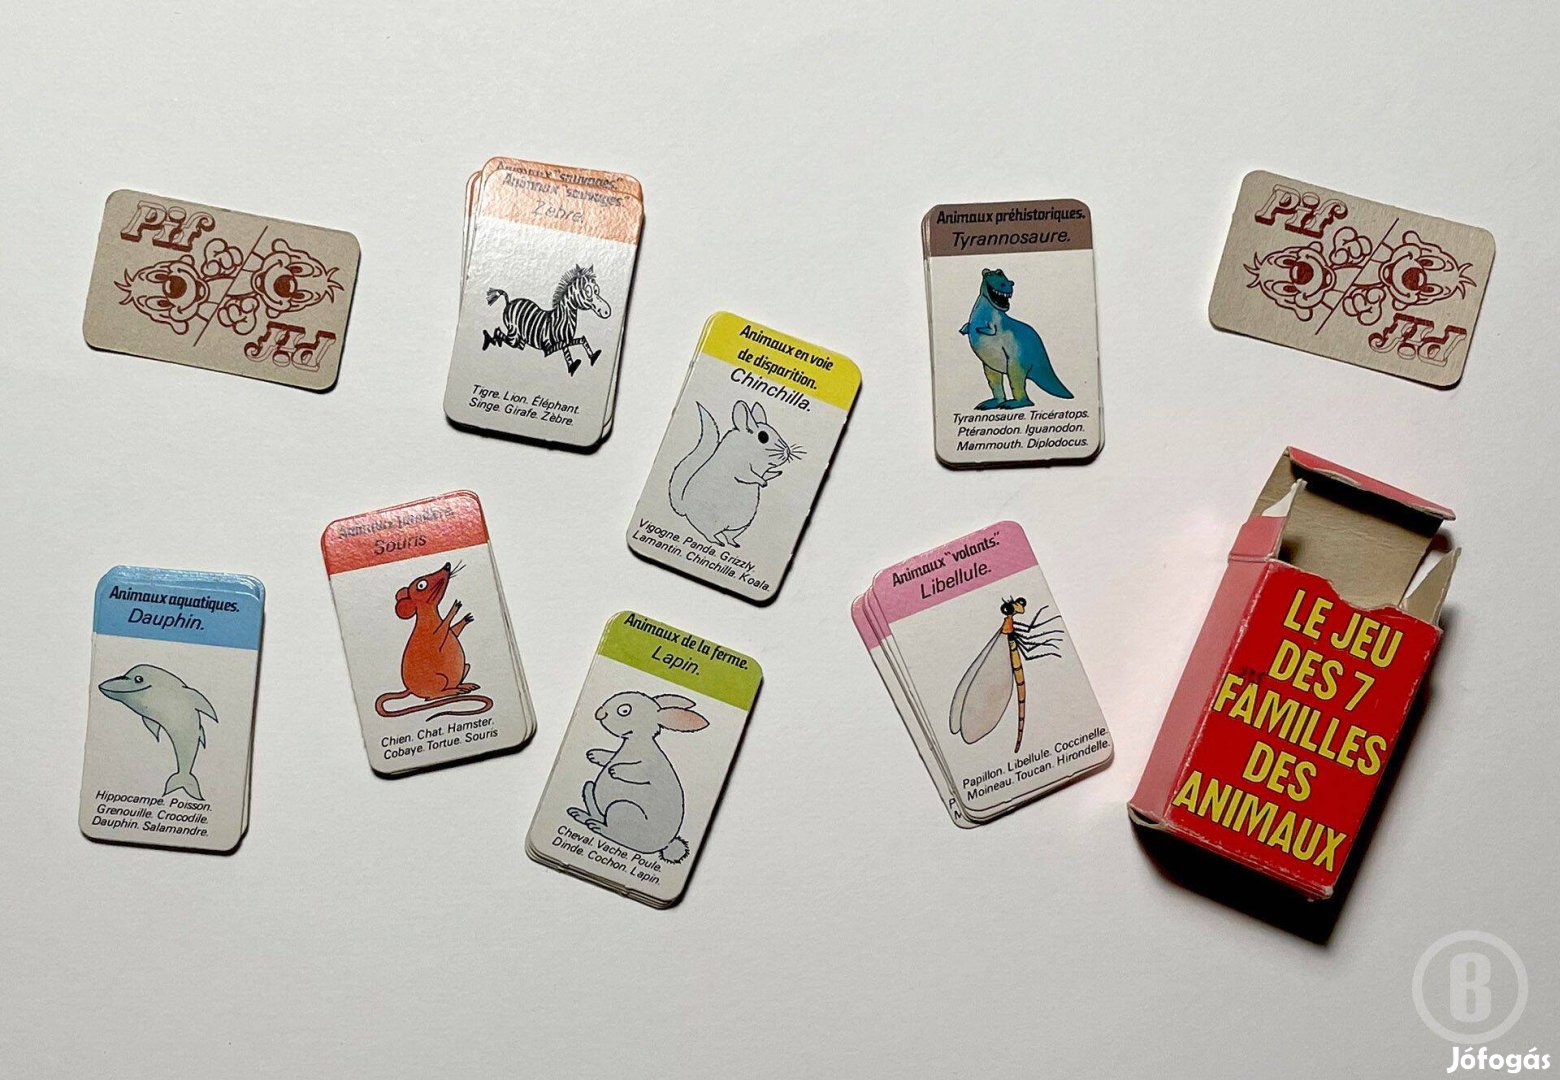 Pif
Pif
Animaux "sauvages."
Animaux "sauvages."
Zèbre.
Tigre. Lion. Éléphant.
Singe. Girafe. Zèbre.
Animaux en voie
de disparition.
Chinchilla.
Vigogne. Panda. Grizzly.
Lamantin. Chinchilla. Koala.
Animaux préhistoriques.
Tyrannosaure.
Tyrannosaure. Tricératops.
Ptéranodon. Iguanodon.
Mammouth. Diplodocus.
Pif
Pif
Animaux aquatiques.
Dauphin.
Hippocampe. Poisson.
Grenouille. Crocodile.
Dauphin. Salamandre.
Animaux familiers.
Souris
Chien. Chat. Hamster.
Cobaye. Tortue. Souris
Animaux de la ferme.
Lapin.
Cheval. Vache. Poule.
Dinde. Cochon. Lapin.
Animaux "volants."
Libellule.
Papillon. Libellule. Coccinelle.
Moineau. Toucan. Hirondelle.
P
M
LE JEU
DES 7
FAMILLES
DES
ANIMAUX
B
Jófogás